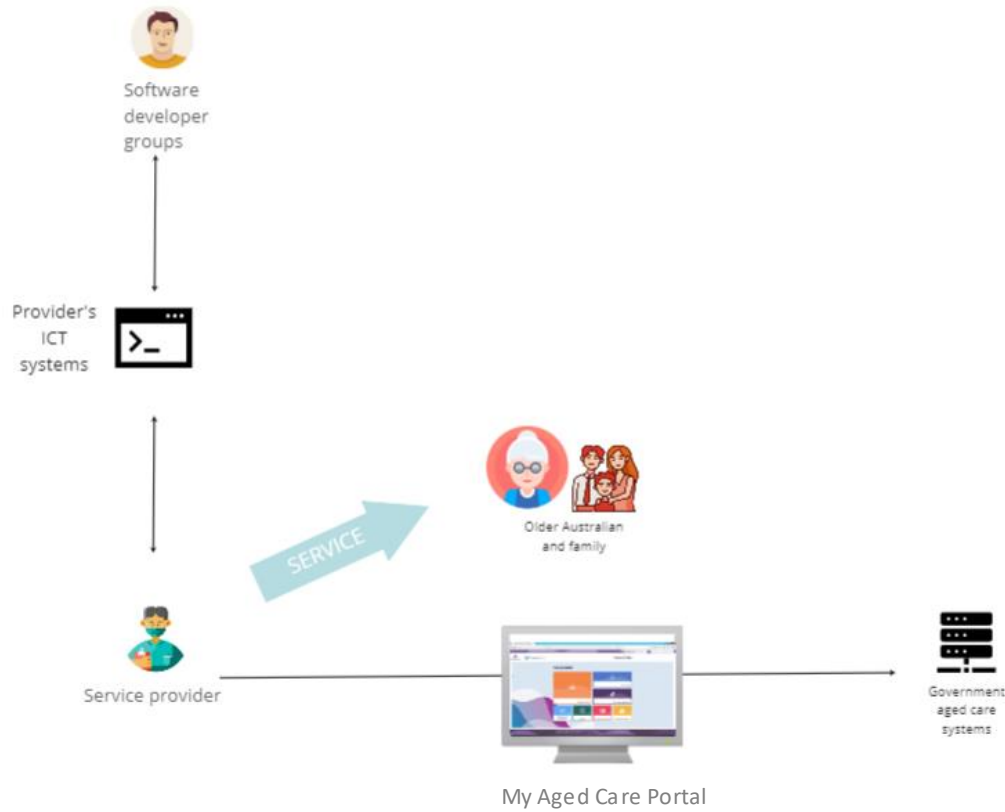 Software
developer
groups
Provider's
ICT
systems
SERVICE
Older Australian
and family
Service provider
Government
aged care
systems
My Aged Care Portal